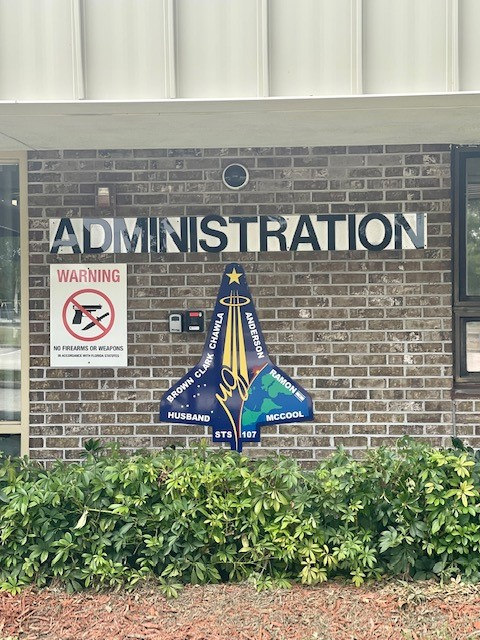 ADMINISTRATION
WARNING
NO FIREARMS OR WEAPONS
IN ACCORDANCE WITH FLORIDA STATUTES
BROWN CLARK CHAWLA
ANDERSON
RAMON
HUSBAND
MCCOOL
STS 107